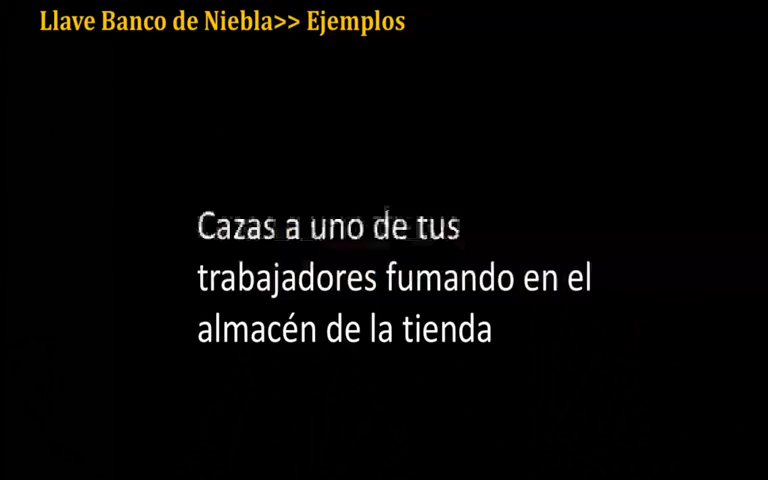 Llave Banco de Niebla>> Ejemplos
Cazas a uno de tus
trabajadores fumando en el
almacén de la tienda